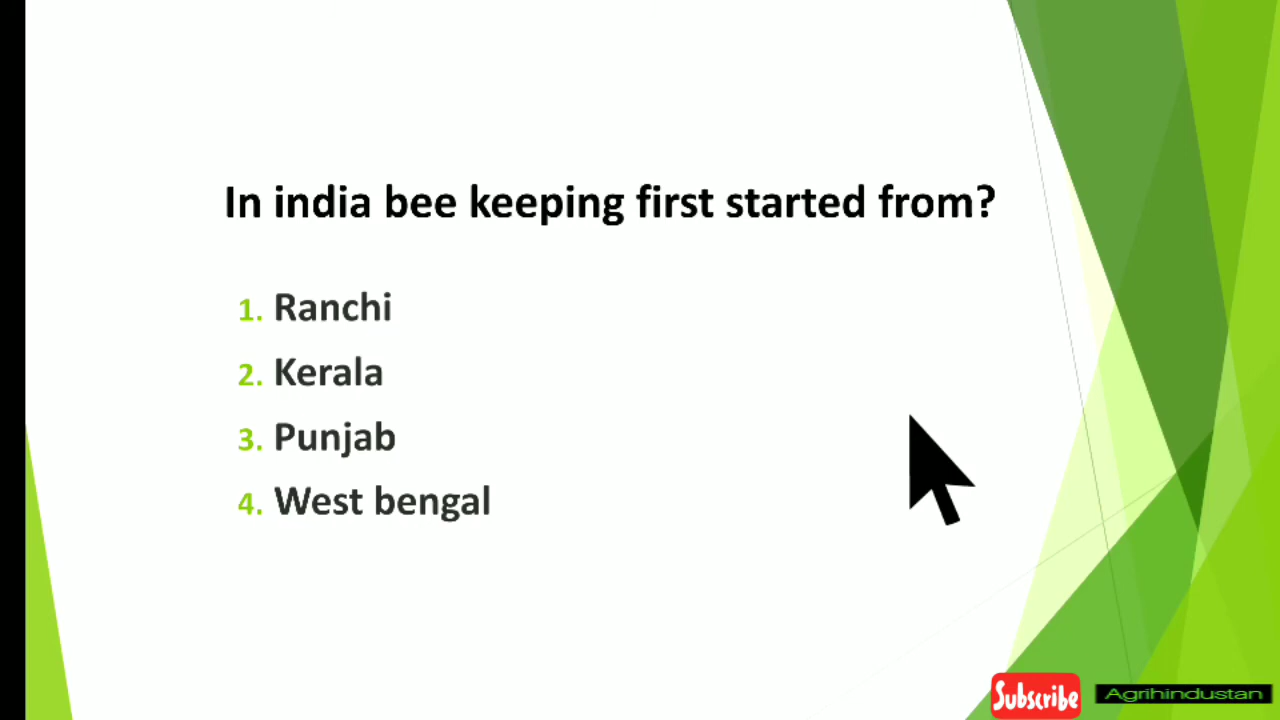 In india bee keeping first started from?
1. Ranchi
2. Kerala
3. Punjab
4. West bengal
Subscribe
Agrihindustan